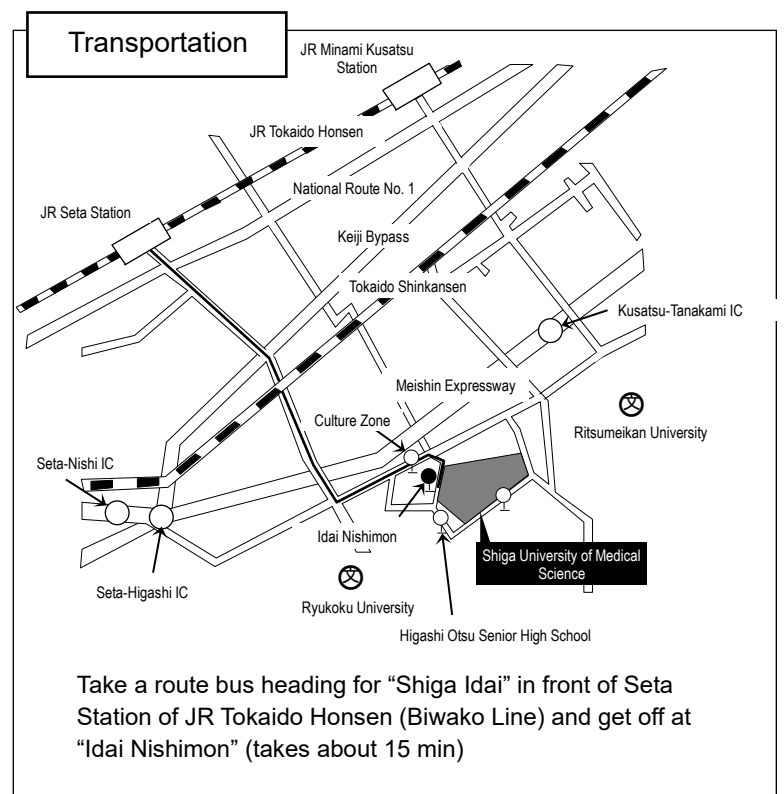 Transportation
JR Minami Kusatsu
Station
JR Tokaido Honsen
National Route No. 1
JR Seta Station
Keiji Bypass
Tokaido Shinkansen
Kusatsu-Tanakami IC
Meishin Expressway
Culture Zone
文
Ritsumeikan University
Seta-Nishi IC
Idai Nishimon
Shiga University of Medical
Science
Seta-Higashi IC
文
Ryukoku University
Higashi Otsu Senior High School
Take a route bus heading for “Shiga Idai” in front of Seta
Station of JR Tokaido Honsen (Biwako Line) and get off at
“Idai Nishimon” (takes about 15 min)